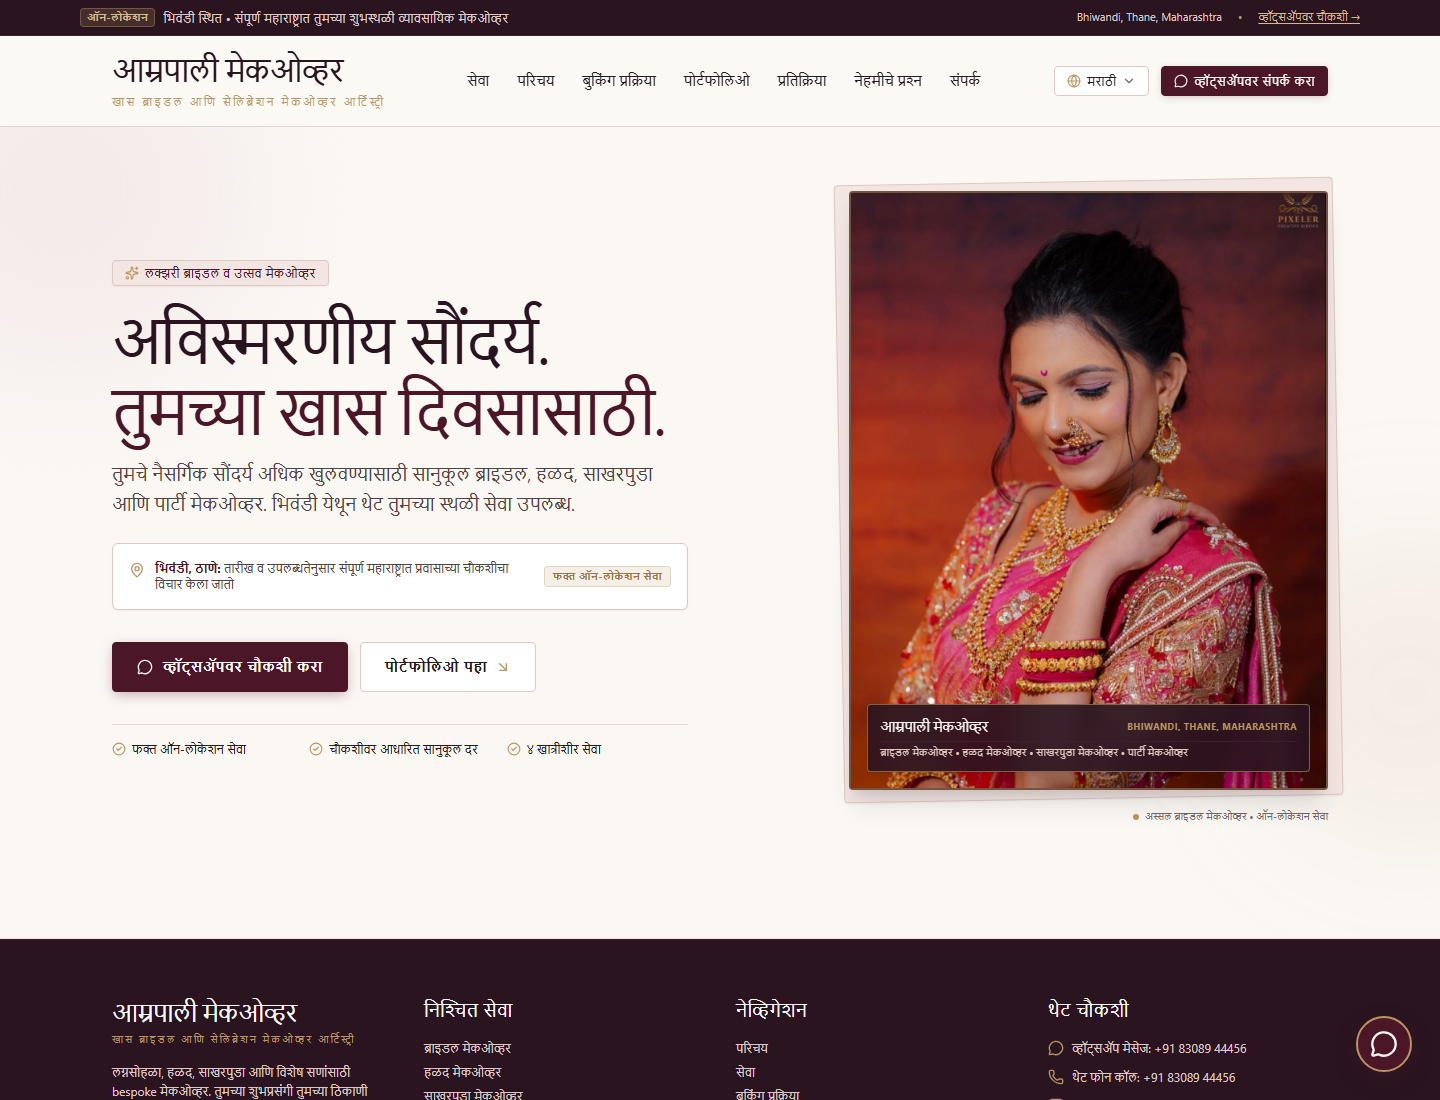 ऑन-लोकेशन
भिवंडी स्थित • संपूर्ण महाराष्ट्रात तुमच्या शुभस्थळी व्यावसायिक मेकओव्हर
Bhiwandi, Thane, Maharashtra • व्हॉट्सॲपवर चौकशी →
आम्रपाली मेकओव्हर
खास ब्राइडल आणि सेलिब्रेशन मेकओव्हर आर्टिस्ट्री
सेवा परिचय बुकिंग प्रक्रिया पोर्टफोलिओ प्रतिक्रिया नेहमीचे प्रश्न संपर्क
मराठी
व्हॉट्सॲपवर संपर्क करा
लक्झरी ब्राइडल व उत्सव मेकओव्हर
अविस्मरणीय सौंदर्य.
तुमच्या खास दिवसासाठी.
तुमचे नैसर्गिक सौंदर्य अधिक खुलवण्यासाठी सानुकूल ब्राइडल, हळद, साखरपुडा
आणि पार्टी मेकओव्हर. भिवंडी येथून थेट तुमच्या स्थळी सेवा उपलब्ध.
भिवंडी, ठाणे: तारीख व उपलब्धतेनुसार संपूर्ण महाराष्ट्रात प्रवासाच्या चौकशीचा
विचार केला जातो
फक्त ऑन-लोकेशन सेवा
व्हॉट्सॲपवर चौकशी करा
पोर्टफोलिओ पहा
फक्त ऑन-लोकेशन सेवा
चौकशीवर आधारित सानुकूल दर
४ खात्रीशीर सेवा
PIXELER
आम्रपाली मेकओव्हर
BHIWANDI, THANE, MAHARASHTRA
ब्राइडल मेकओव्हर • हळद मेकओव्हर • साखरपुडा मेकओव्हर • पार्टी मेकओव्हर
अस्सल ब्राइडल मेकओव्हर • ऑन-लोकेशन सेवा
आम्रपाली मेकओव्हर
खास ब्राइडल आणि सेलिब्रेशन मेकओव्हर आर्टिस्ट्री
लग्नसोहळा, हळद, साखरपुडा आणि विशेष सणांसाठी
bespoke मेकओव्हर. तुमच्या शुभप्रसंगी तुमच्या ठिकाणी
निश्चित सेवा
ब्राइडल मेकओव्हर
हळद मेकओव्हर
साखरपुडा मेकओव्हर
नेव्हिगेशन
परिचय
सेवा
बुकिंग प्रक्रिया
थेट चौकशी
व्हॉट्सॲप मेसेज: +91 83089 44456
थेट फोन कॉल: +91 83089 44456